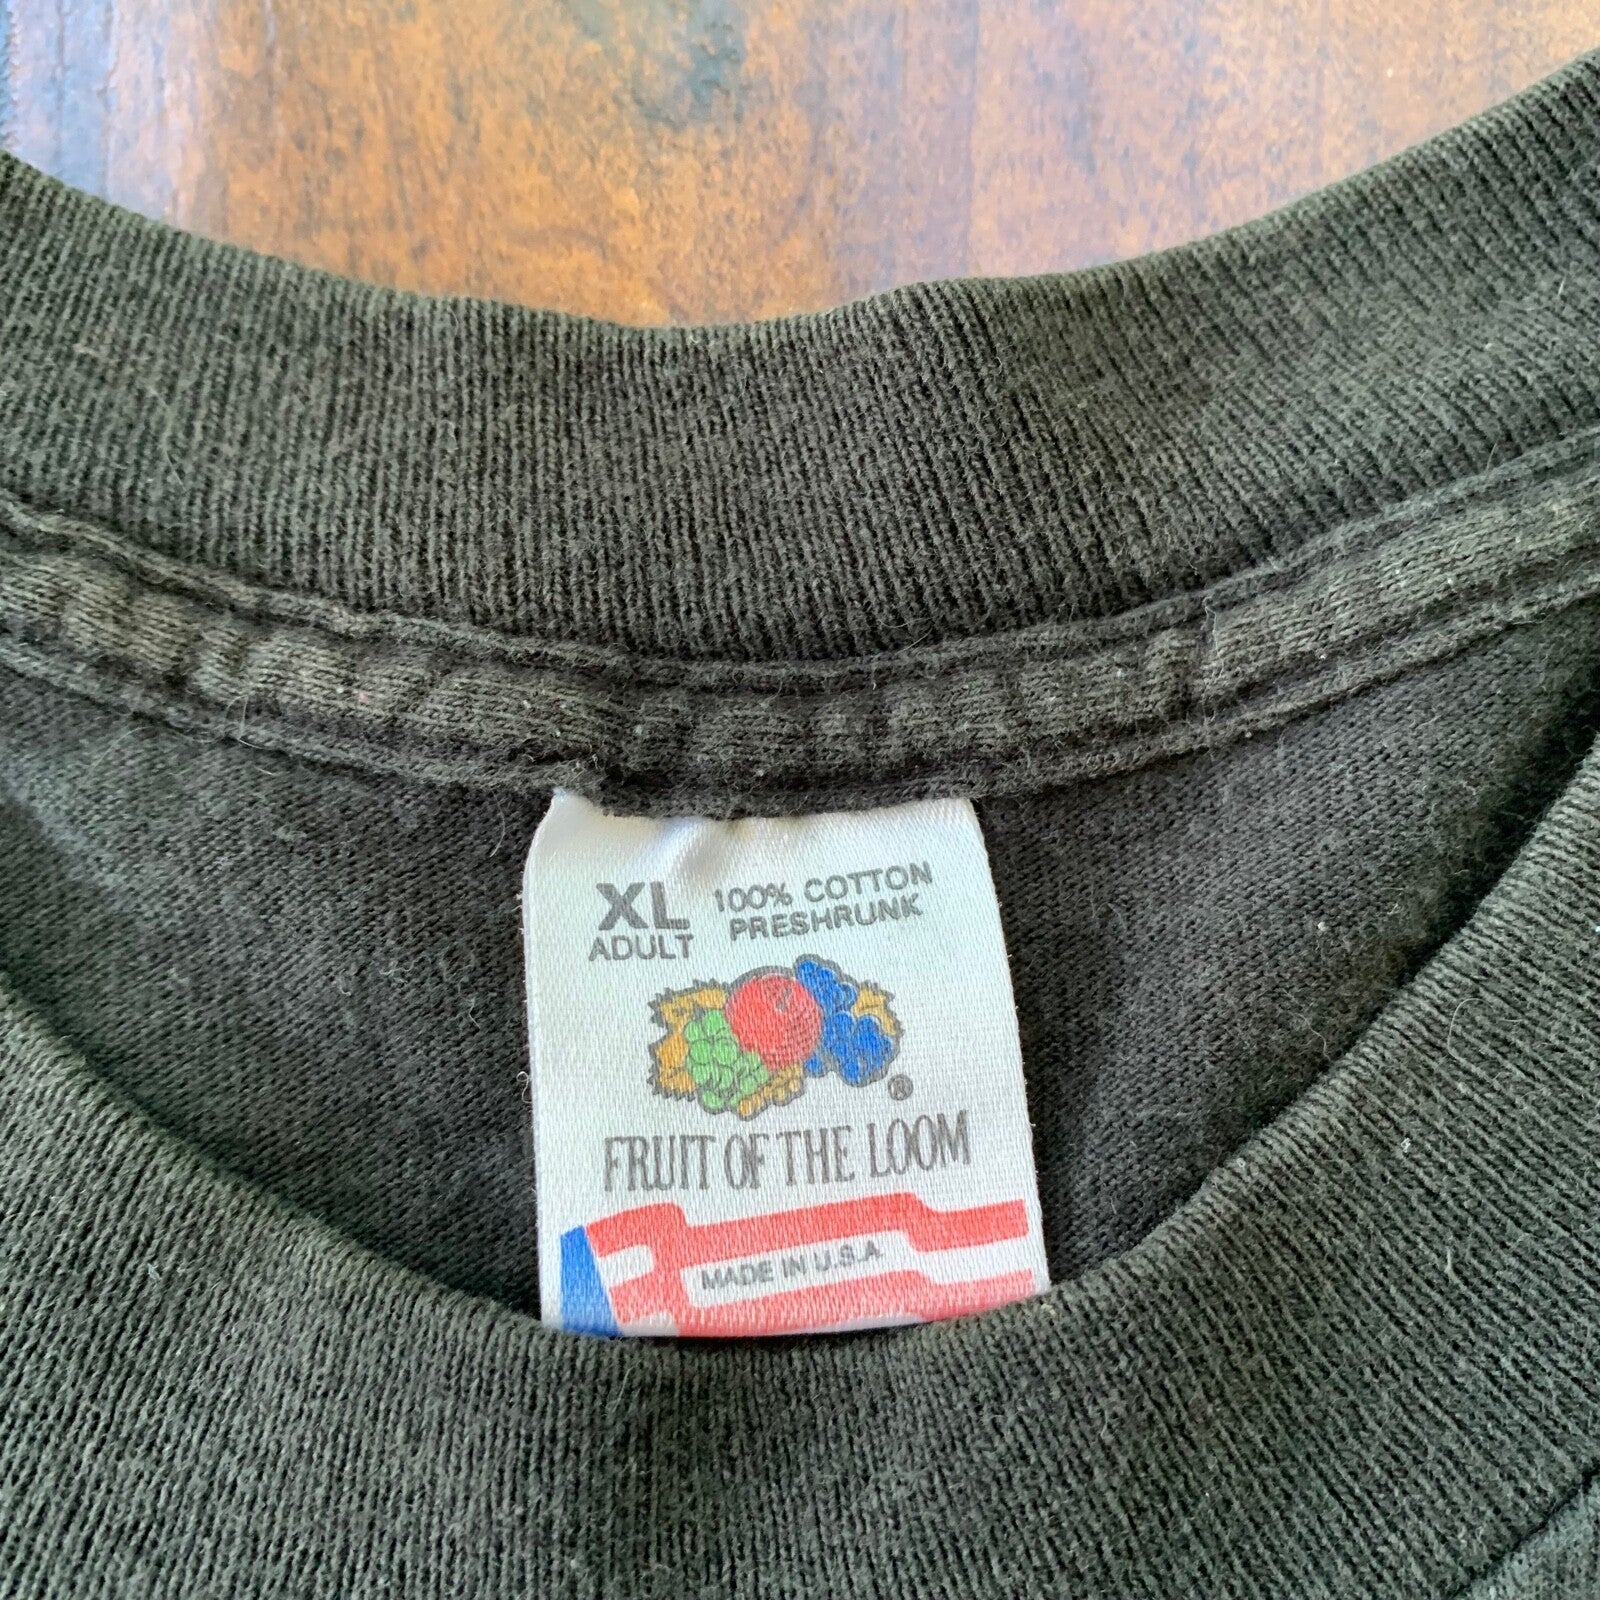 XL 100% COTTON
ADULT PRESHRUNK
®
FRUIT OF THE LOOM
MADE IN U.S.A.